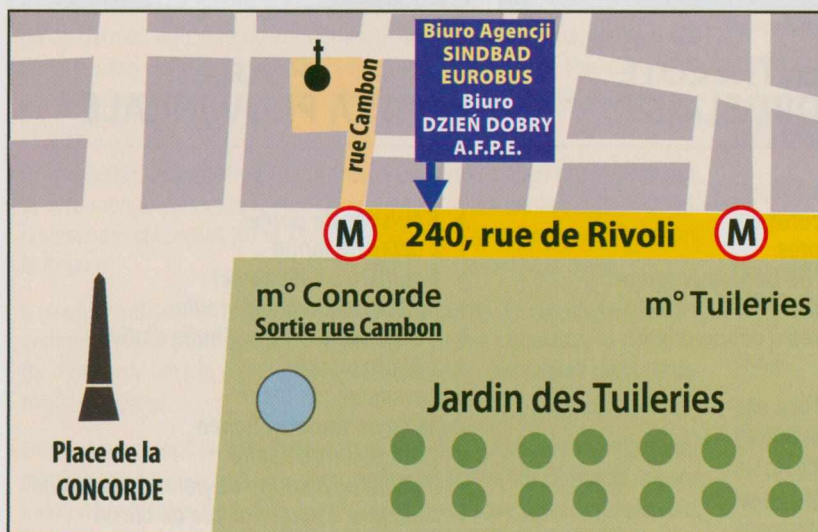 Biuro Agencji
SINDBAD
EUROBUS
Biuro
DZIEŃ DOBRY
A.F.P.E.
rue Cambon
M 240, rue de Rivoli M
m° Concorde
Sortie rue Cambon
m° Tuileries
Jardin des Tuileries
Place de la
CONCORDE